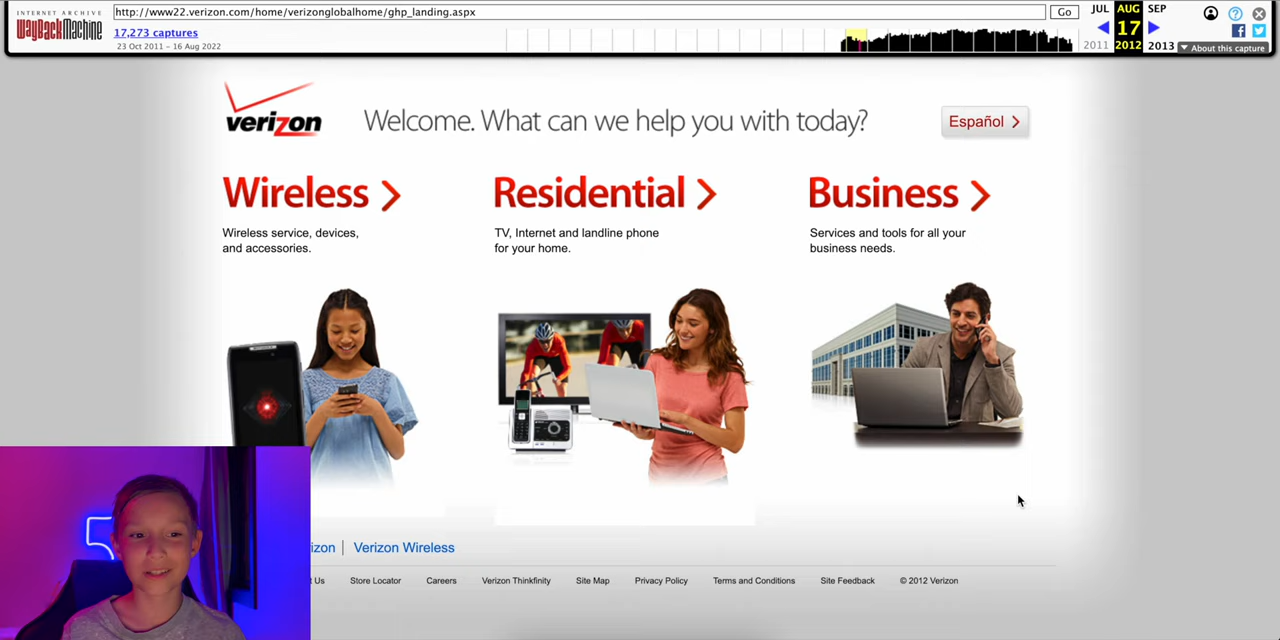 INTERNET ARCHIVE
WayBackMachine
http://www22.verizon.com/home/verizonglobalhome/ghp_landing.aspx
Go
JUL AUG SEP
17,273 captures
17
23 Oct 2011 – 16 Aug 2022
2011 2012 2013
About this capture
verizon
Welcome. What can we help you with today?
Español
Wireless
Wireless service, devices,
and accessories.
Residential
TV, Internet and landline phone
for your home.
Business
Services and tools for all your
business needs.
izon | Verizon Wireless
t Us Store Locator Careers Verizon Thinkfinity Site Map Privacy Policy Terms and Conditions Site Feedback © 2012 Verizon